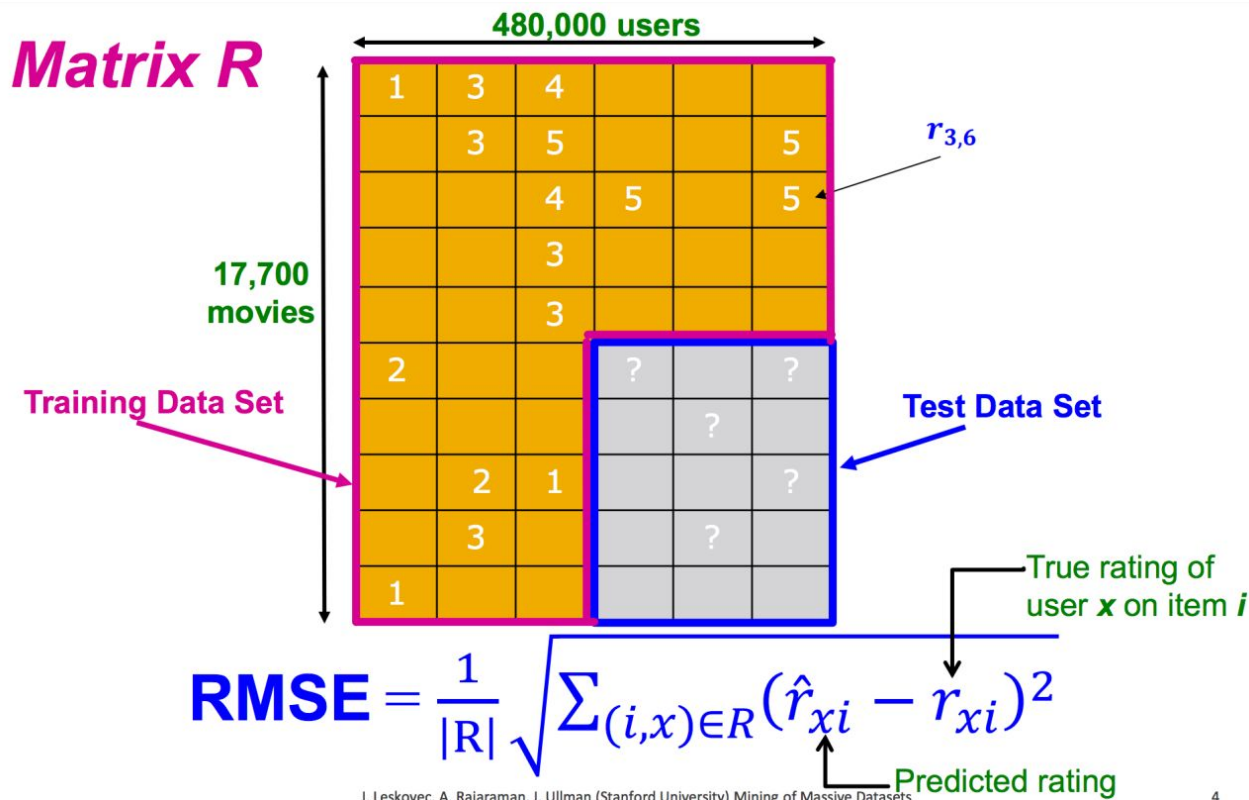 480,000 users
Matrix R
1 3 4
3 5 5
r3,6
4 5 5
3
17,700
movies
3
2 ? ?
Training Data Set
Test Data Set
?
2 1 ?
3 ?
1
True rating of
user x on item i
RMSE = 1/|R| √∑(i,x)∈R (r̂xi − rxi)²
Predicted rating
J. Leskovec, A. Rajaraman, J. Ullman (Stanford University) Mining of Massive Datasets
4